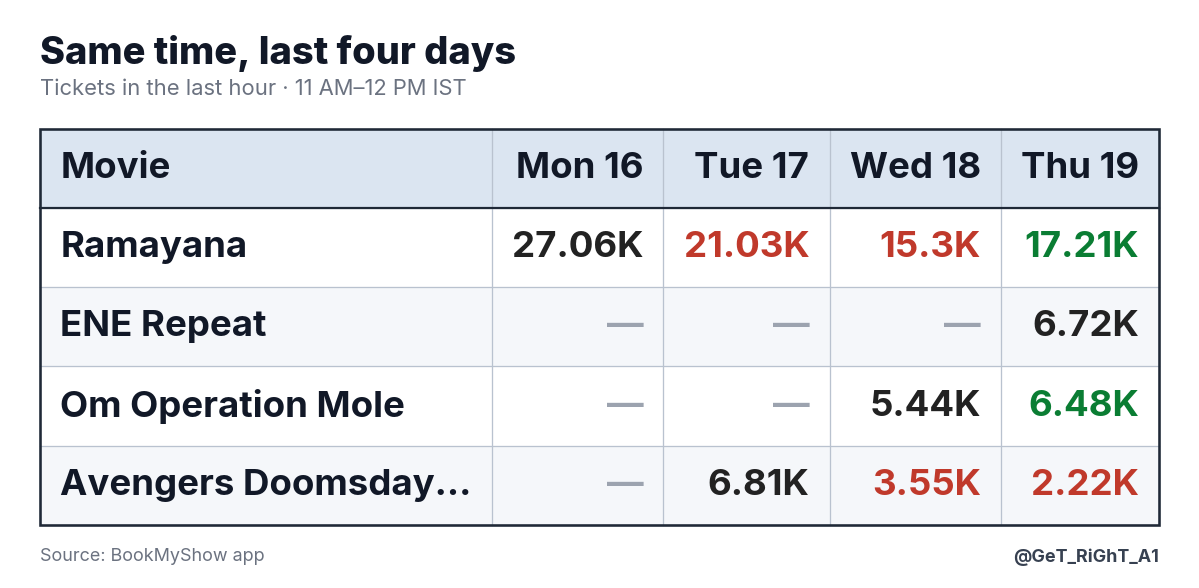 Same time, last four days
Tickets in the last hour · 11 AM–12 PM IST
Movie Mon 16 Tue 17 Wed 18 Thu 19
Ramayana 27.06K 21.03K 15.3K 17.21K
ENE Repeat — — — 6.72K
Om Operation Mole — — 5.44K 6.48K
Avengers Doomsday... — 6.81K 3.55K 2.22K
Source: BookMyShow app @GeT_RiGhT_A1